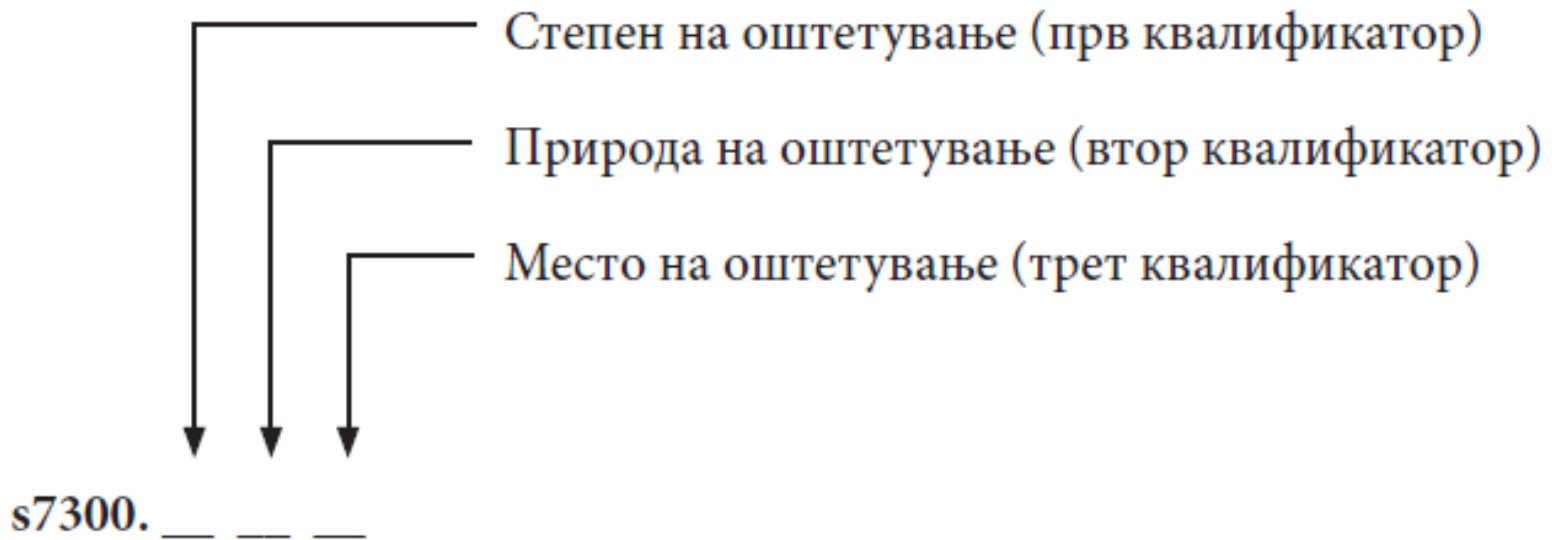 Степен на оштетување (прв квалификатор)
Природа на оштетување (втор квалификатор)
Место на оштетување (трет квалификатор)
s7300. __ __ __